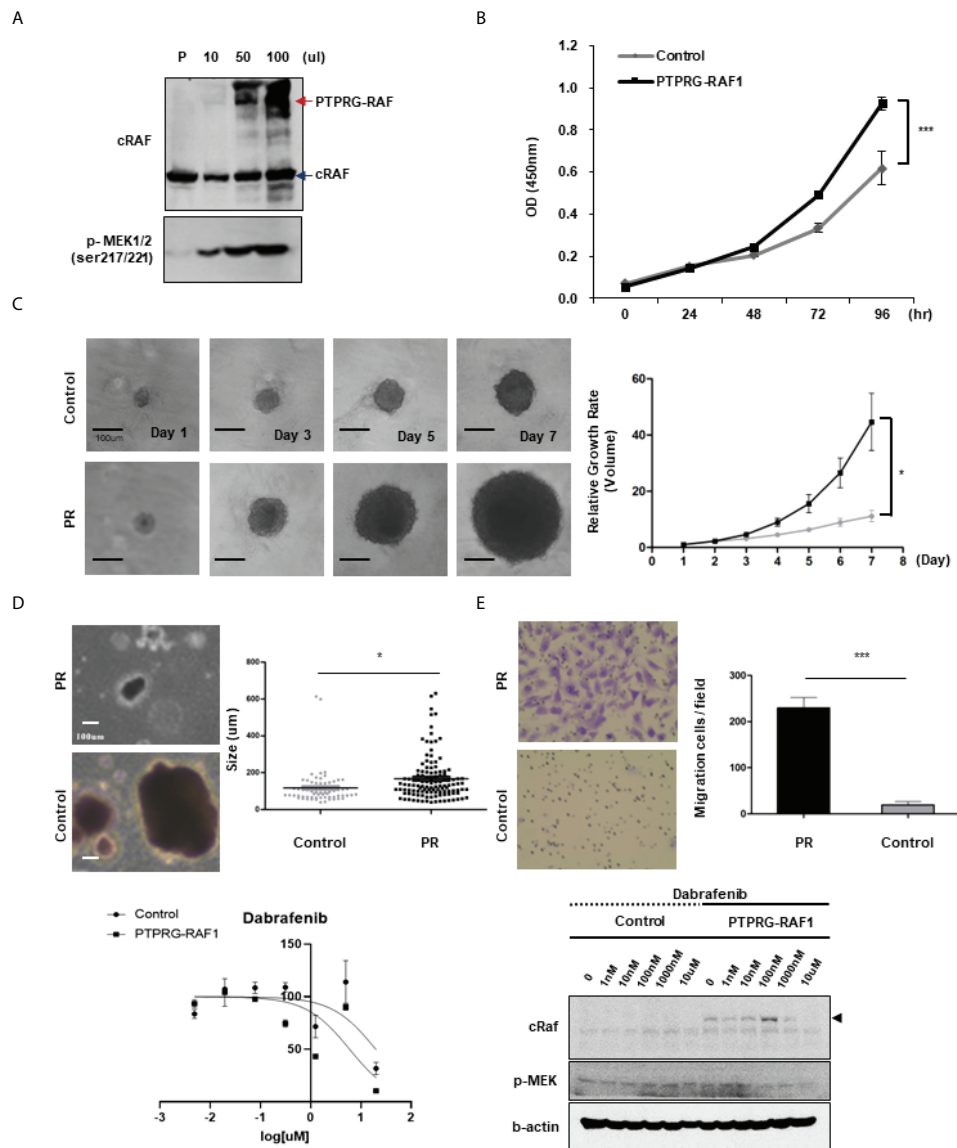 A
P 10 50 100 (ul)
PTPRG-RAF
cRAF
cRAF
p- MEK1/2
(ser217/221)
B
1.2
1.0
0.8
0.6
0.4
0.2
0.0
OD (450nm)
Control
PTPRG-RAF1
***
0 24 48 72 96 (hr)
C
Control
100um
Day 1
Day 3
Day 5
Day 7
PR
Relative Growth Rate
(Volume)
60
40
20
0
*
0 1 2 3 4 5 6 7 8 (Day)
D
PR
100um
Control
Size (um)
800
600
400
200
0
*
Control PR
E
PR
Control
Migration cells / field
300
200
100
0
***
PR Control
Control
PTPRG-RAF1
Dabrafenib
150
100
50
-3 -2 -1 0 1 2
log[uM]
Dabrafenib
Control PTPRG-RAF1
0 1nM 10nM 100nM 1000nM 10uM 0 1nM 10nM 100nM 1000nM 10uM
cRaf
p-MEK
b-actin